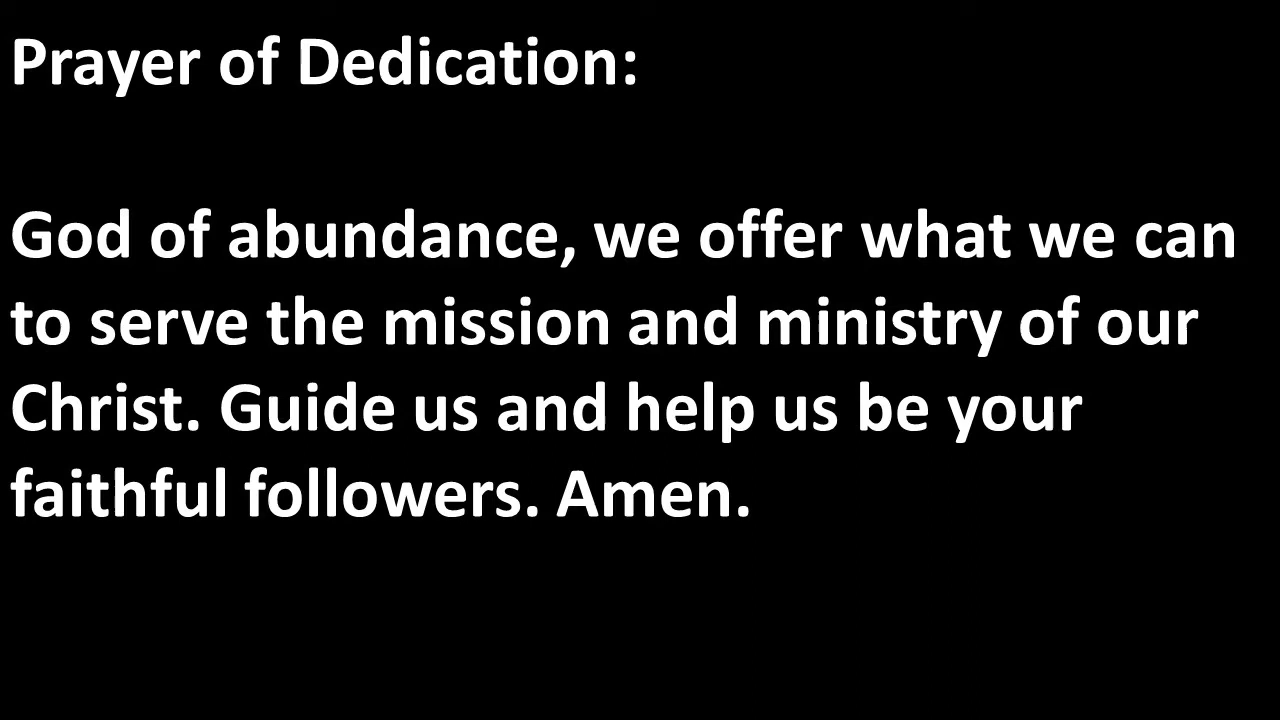 Prayer of Dedication:
God of abundance, we offer what we can
to serve the mission and ministry of our
Christ. Guide us and help us be your
faithful followers. Amen.